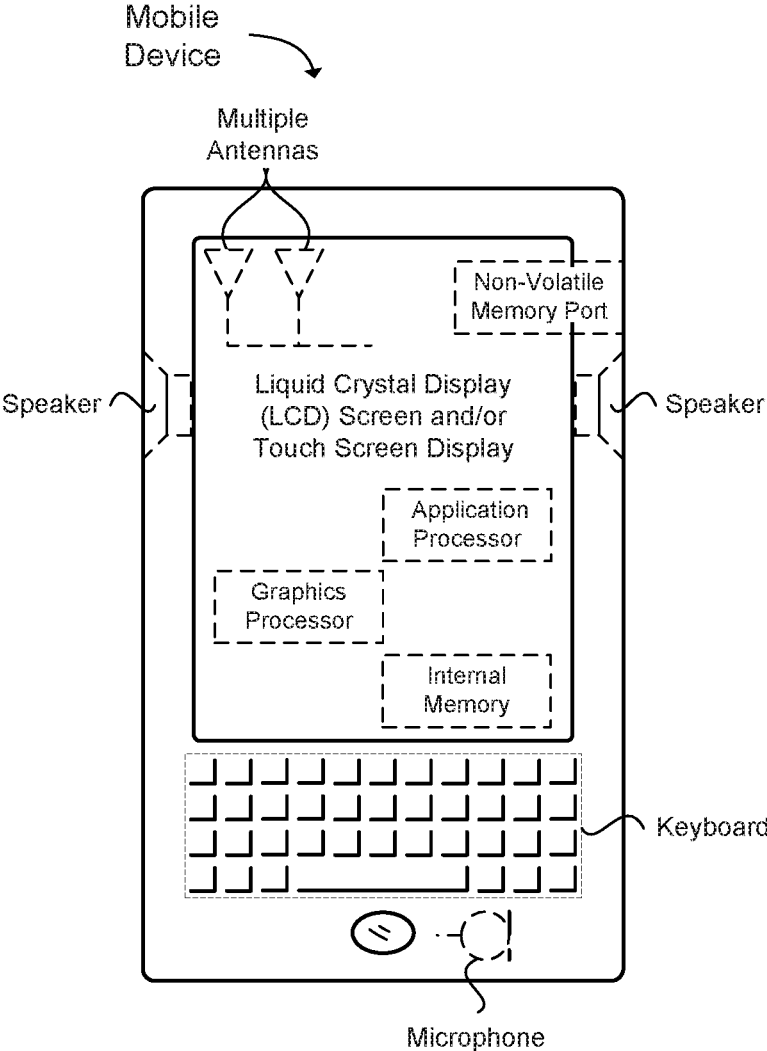 Mobile
Device
Multiple
Antennas
Non-Volatile
Memory Port
Speaker
Liquid Crystal Display
(LCD) Screen and/or
Touch Screen Display
Speaker
Application
Processor
Graphics
Processor
Internal
Memory
Keyboard
Microphone